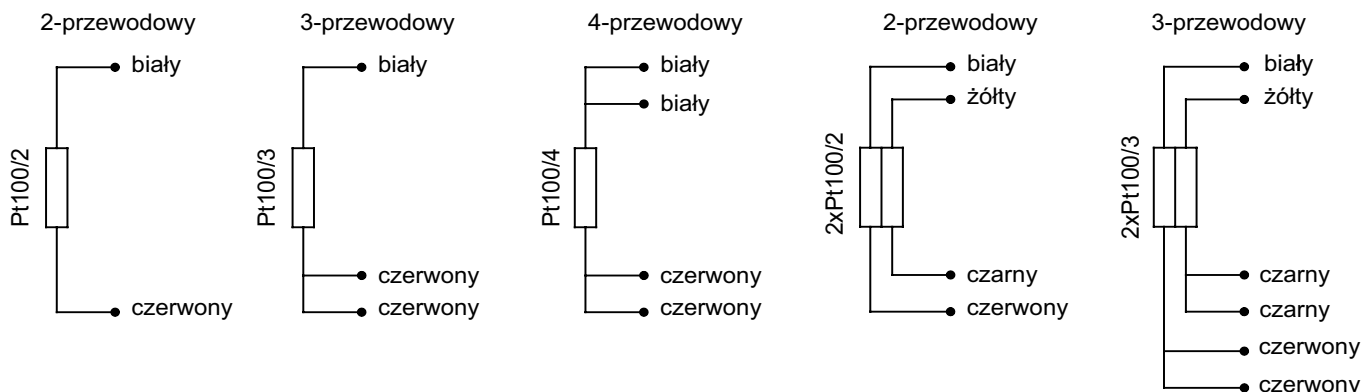 2-przewodowy
biały
Pt100/2
czerwony
3-przewodowy
biały
Pt100/3
czerwony
czerwony
4-przewodowy
biały
biały
Pt100/4
czerwony
czerwony
2-przewodowy
biały
żółty
2xPt100/2
czarny
czerwony
3-przewodowy
biały
żółty
2xPt100/3
czarny
czarny
czerwony
czerwony